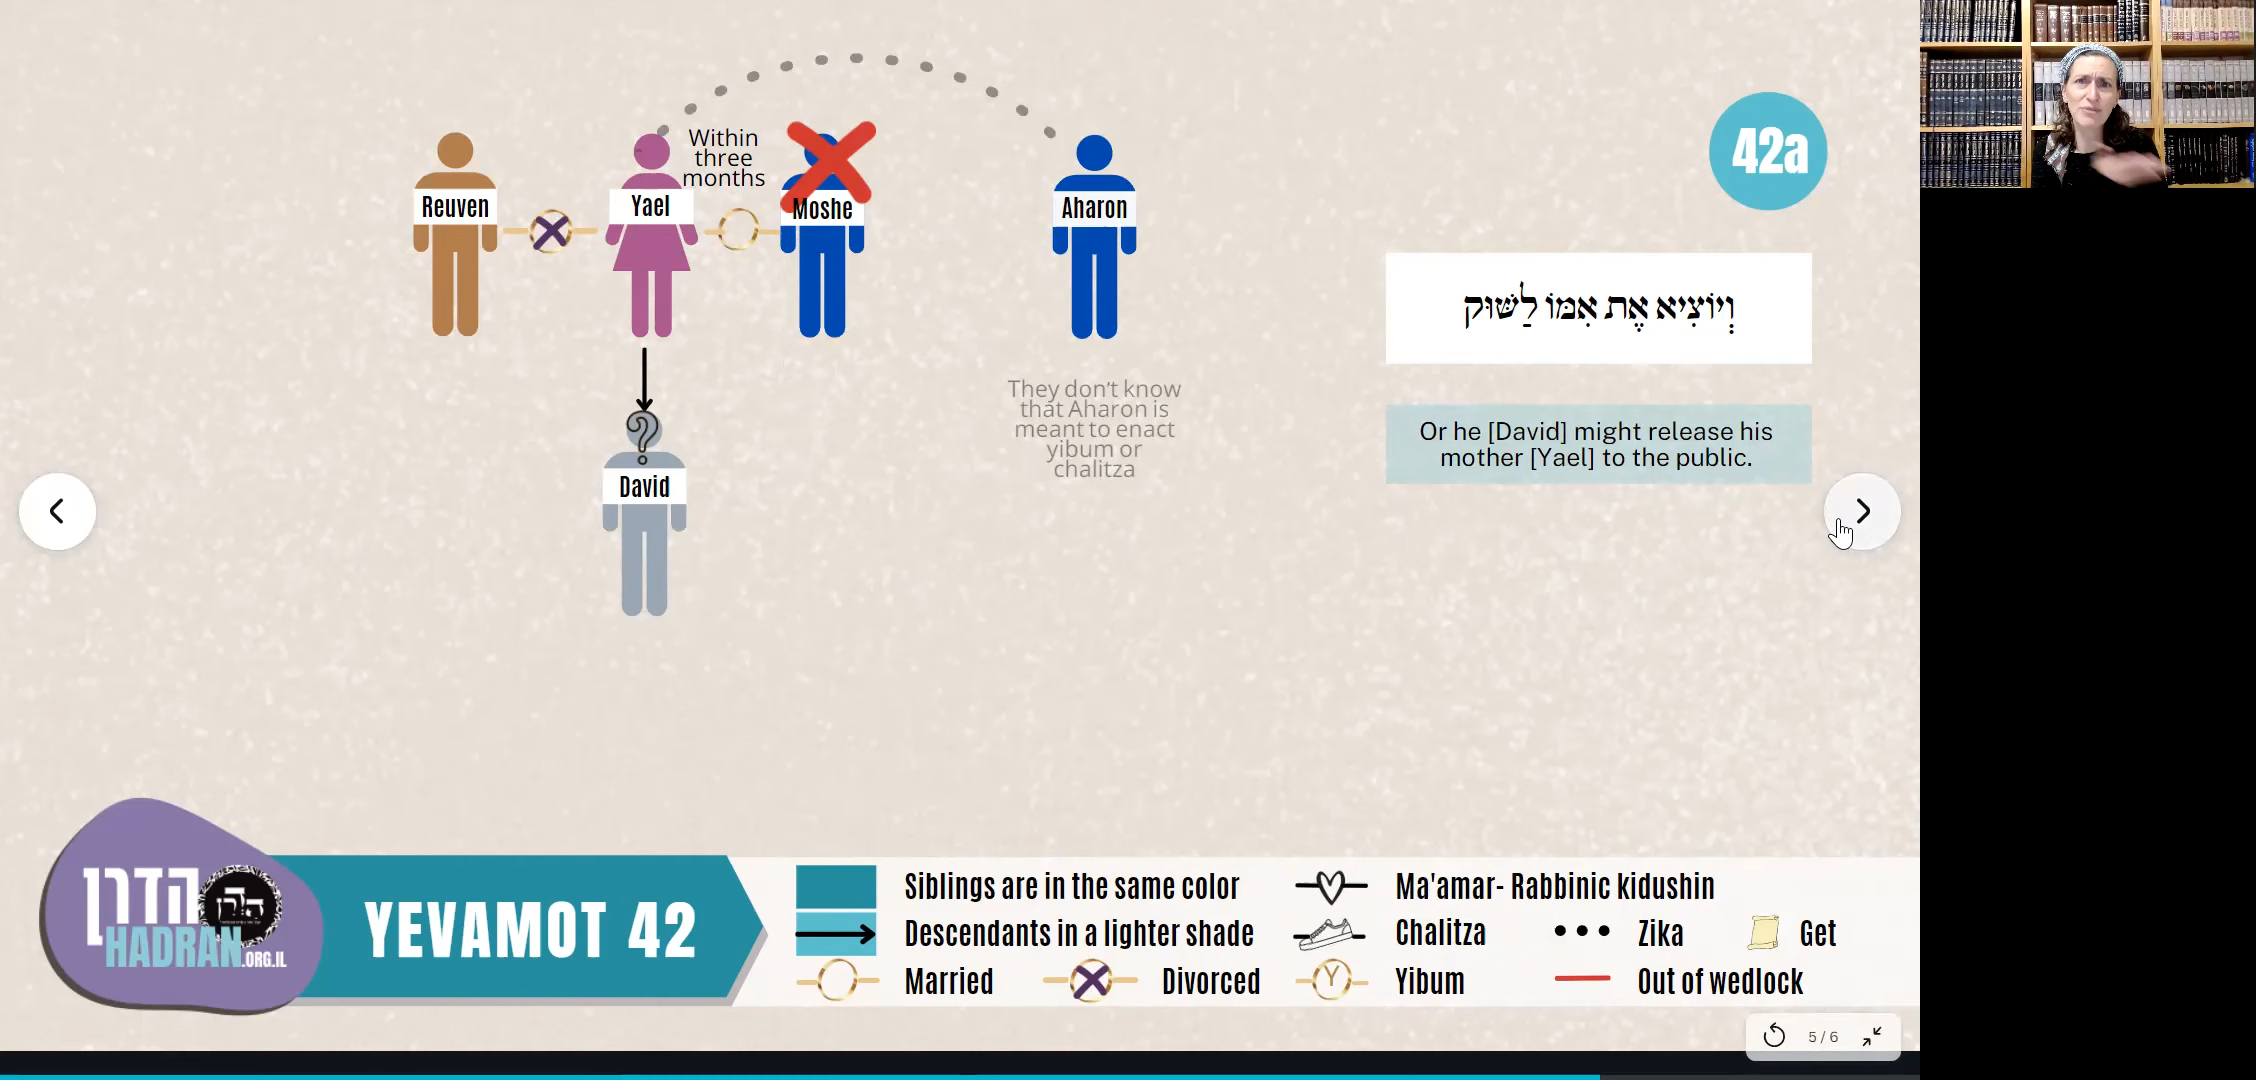 Within
three
months
Reuven
Yael
Moshe
Aharon
42a
וְיוֹצִיא אֶת אִמּוֹ לַשּׁוּק
They don't know
that Aharon is
meant to enact
yibum or
chalitza
Or he [David] might release his
mother [Yael] to the public.
?
David
הדרן
HADRAN.ORG.IL
YEVAMOT 42
Siblings are in the same color
Descendants in a lighter shade
Married
Divorced
Ma'amar- Rabbinic kidushin
Chalitza
Zika
Get
Y
Yibum
Out of wedlock
5 / 6